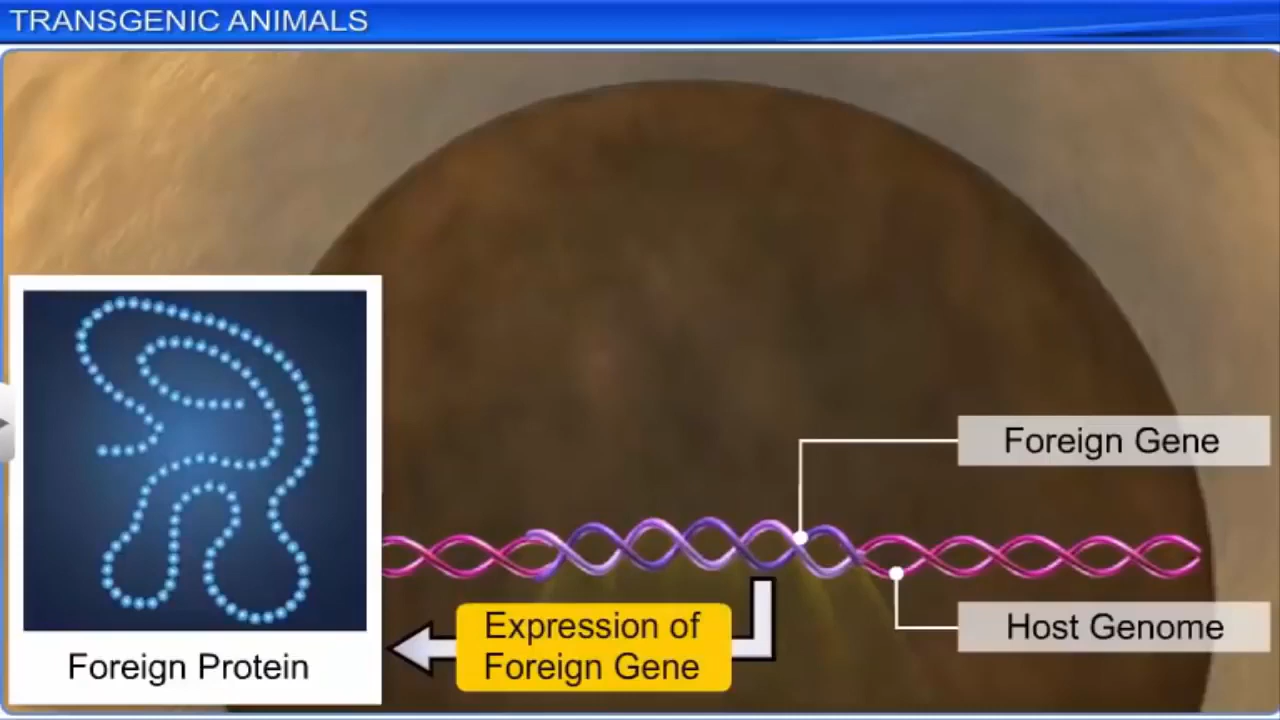 TRANSGENIC ANIMALS
Foreign Gene
Host Genome
Expression of
Foreign Gene
Foreign Protein